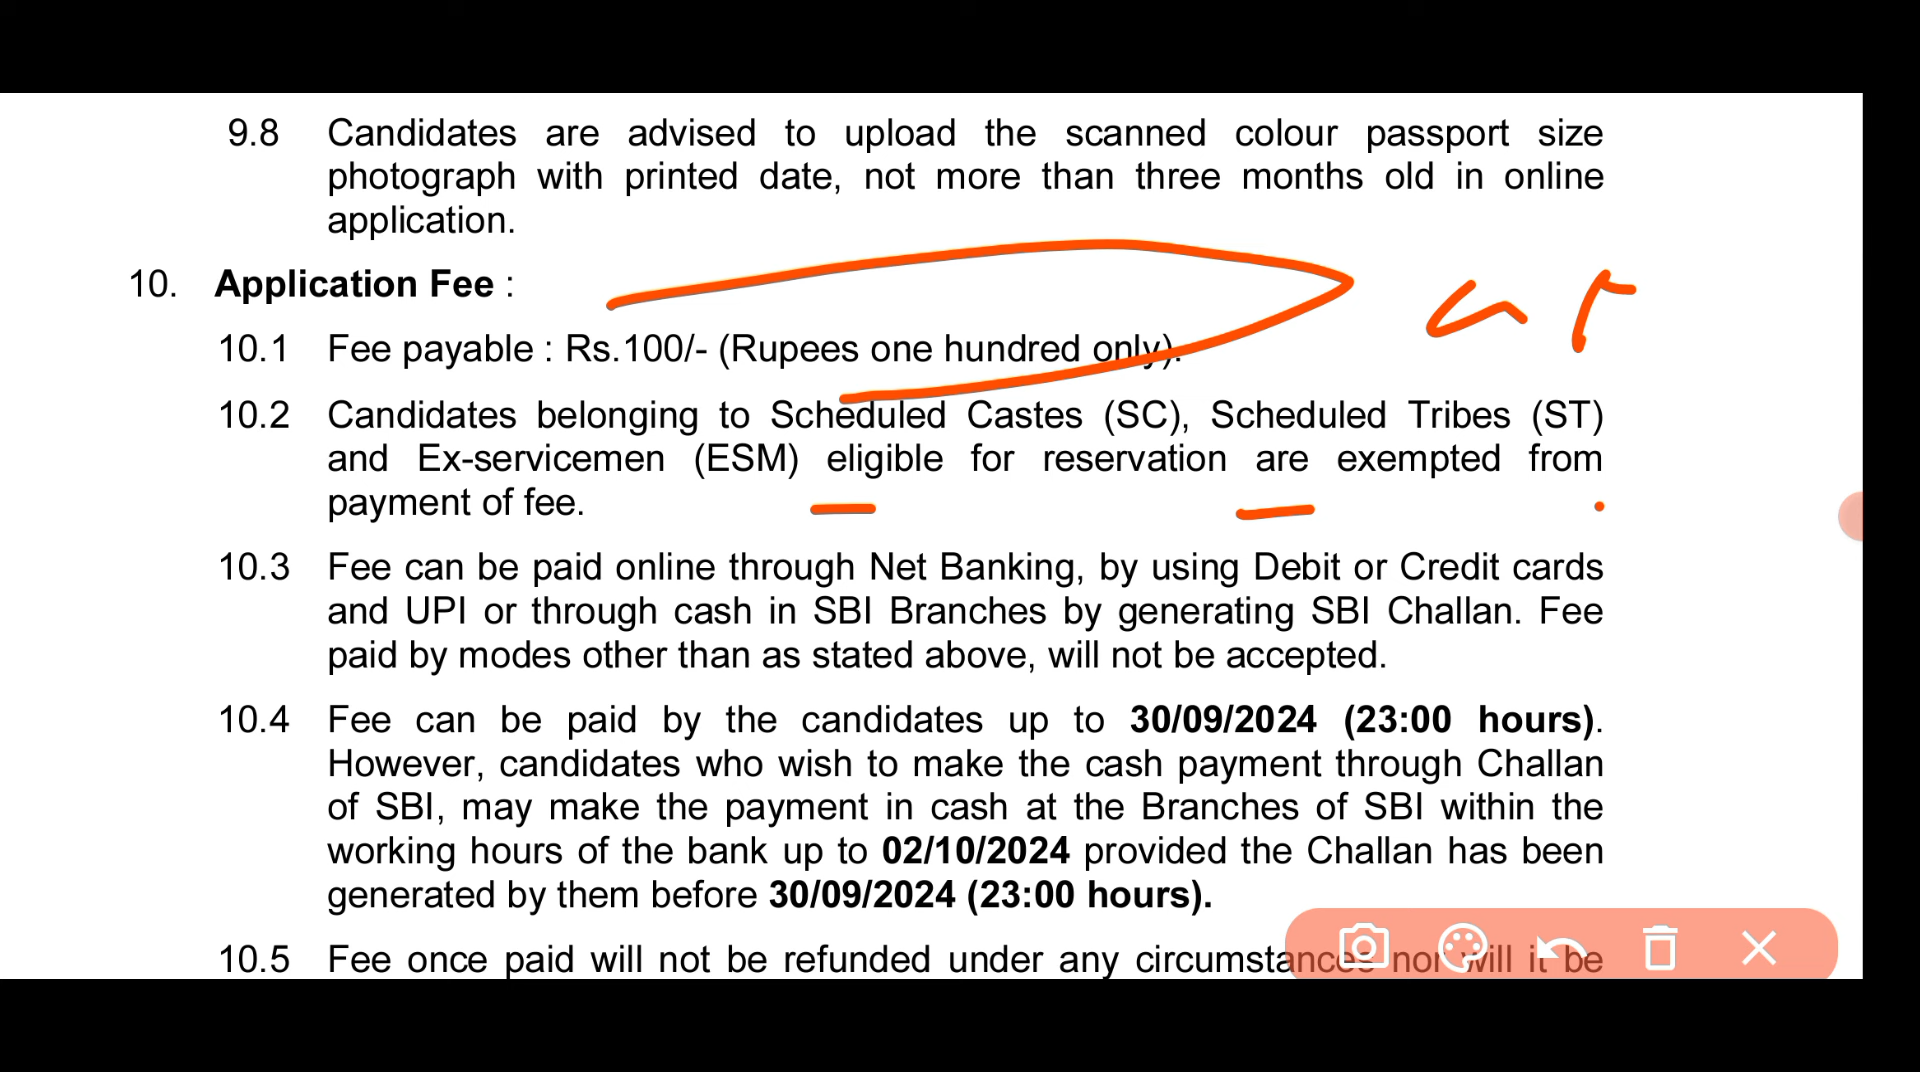 9.8 Candidates are advised to upload the scanned colour passport size
photograph with printed date, not more than three months old in online
application.
10. Application Fee :
10.1 Fee payable : Rs.100/- (Rupees one hundred only).
10.2 Candidates belonging to Scheduled Castes (SC), Scheduled Tribes (ST)
and Ex-servicemen (ESM) eligible for reservation are exempted from
payment of fee.
10.3 Fee can be paid online through Net Banking, by using Debit or Credit cards
and UPI or through cash in SBI Branches by generating SBI Challan. Fee
paid by modes other than as stated above, will not be accepted.
10.4 Fee can be paid by the candidates up to 30/09/2024 (23:00 hours).
However, candidates who wish to make the cash payment through Challan
of SBI, may make the payment in cash at the Branches of SBI within the
working hours of the bank up to 02/10/2024 provided the Challan has been
generated by them before 30/09/2024 (23:00 hours).
10.5 Fee once paid will not be refunded under any circumstances nor will it be